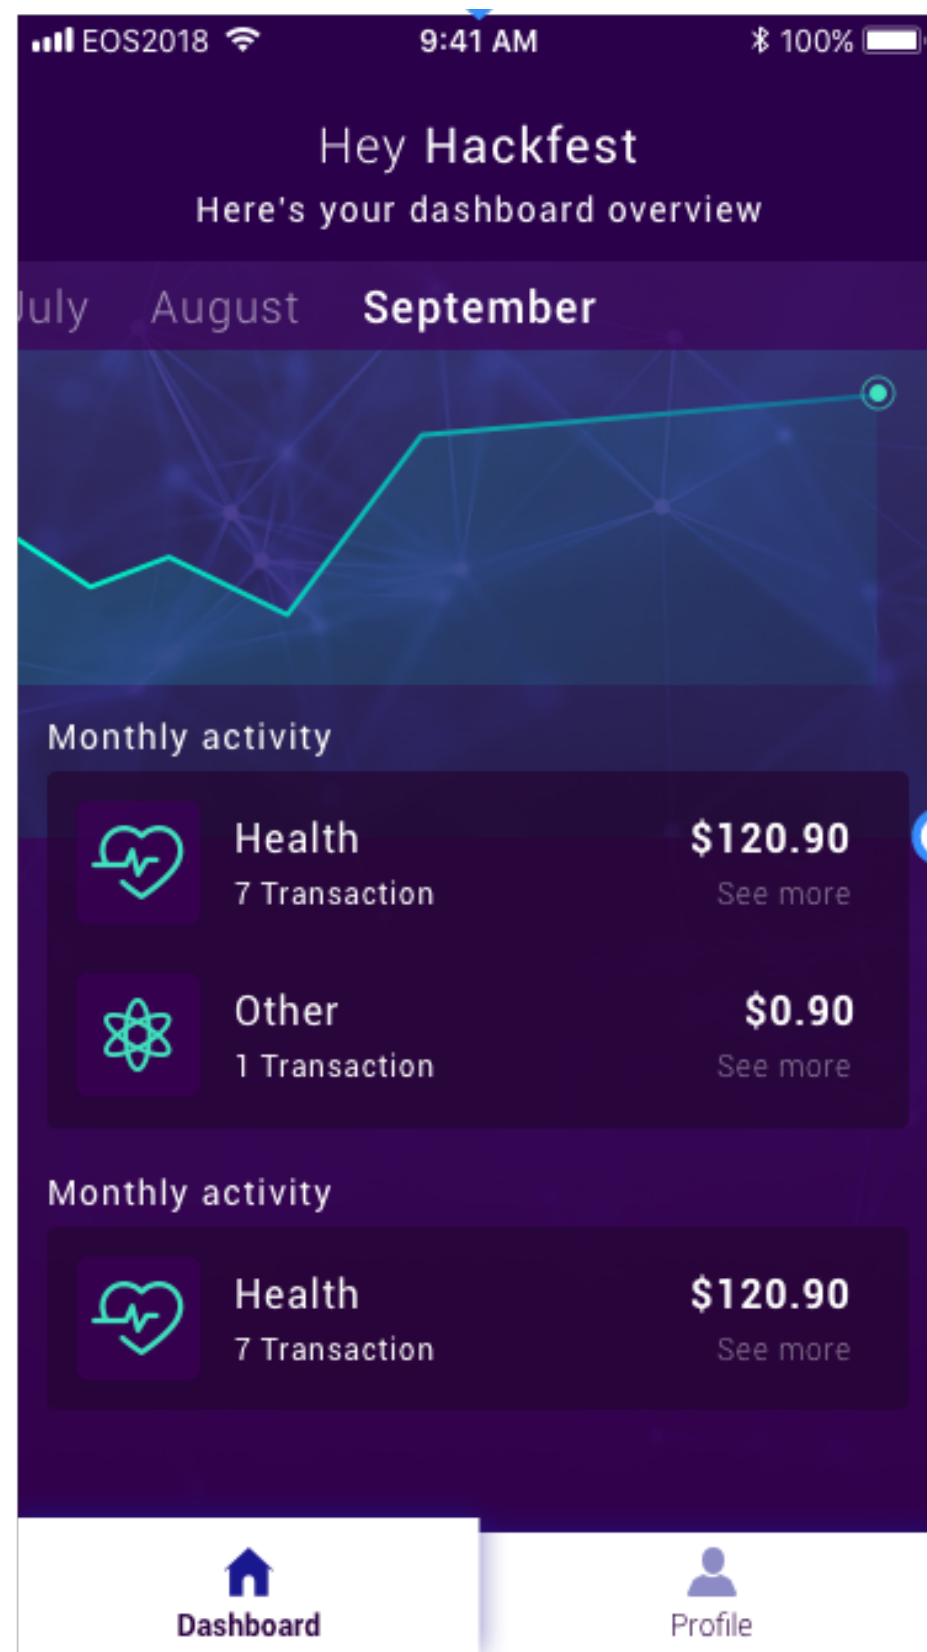 EOS2018 9:41 AM 100%
Hey Hackfest
Here's your dashboard overview
July August September
Monthly activity
Health $120.90
7 Transaction See more
Other $0.90
1 Transaction See more
Monthly activity
Health $120.90
7 Transaction See more
Dashboard Profile